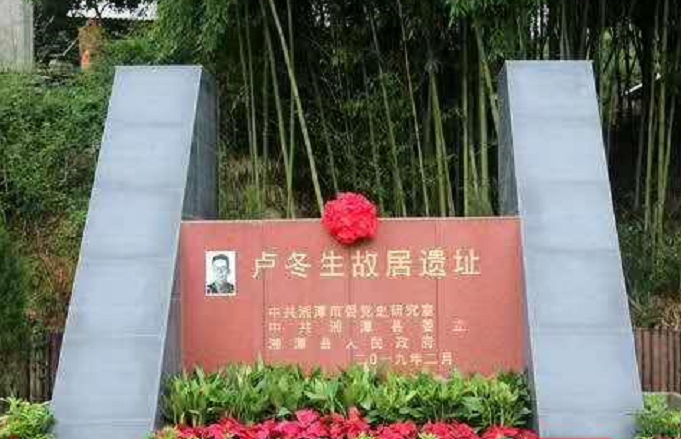 卢冬生故居遗址
中共湘潭市委党史研究室
中共湘潭县委 立
湘潭县人民政府
二〇一九年二月